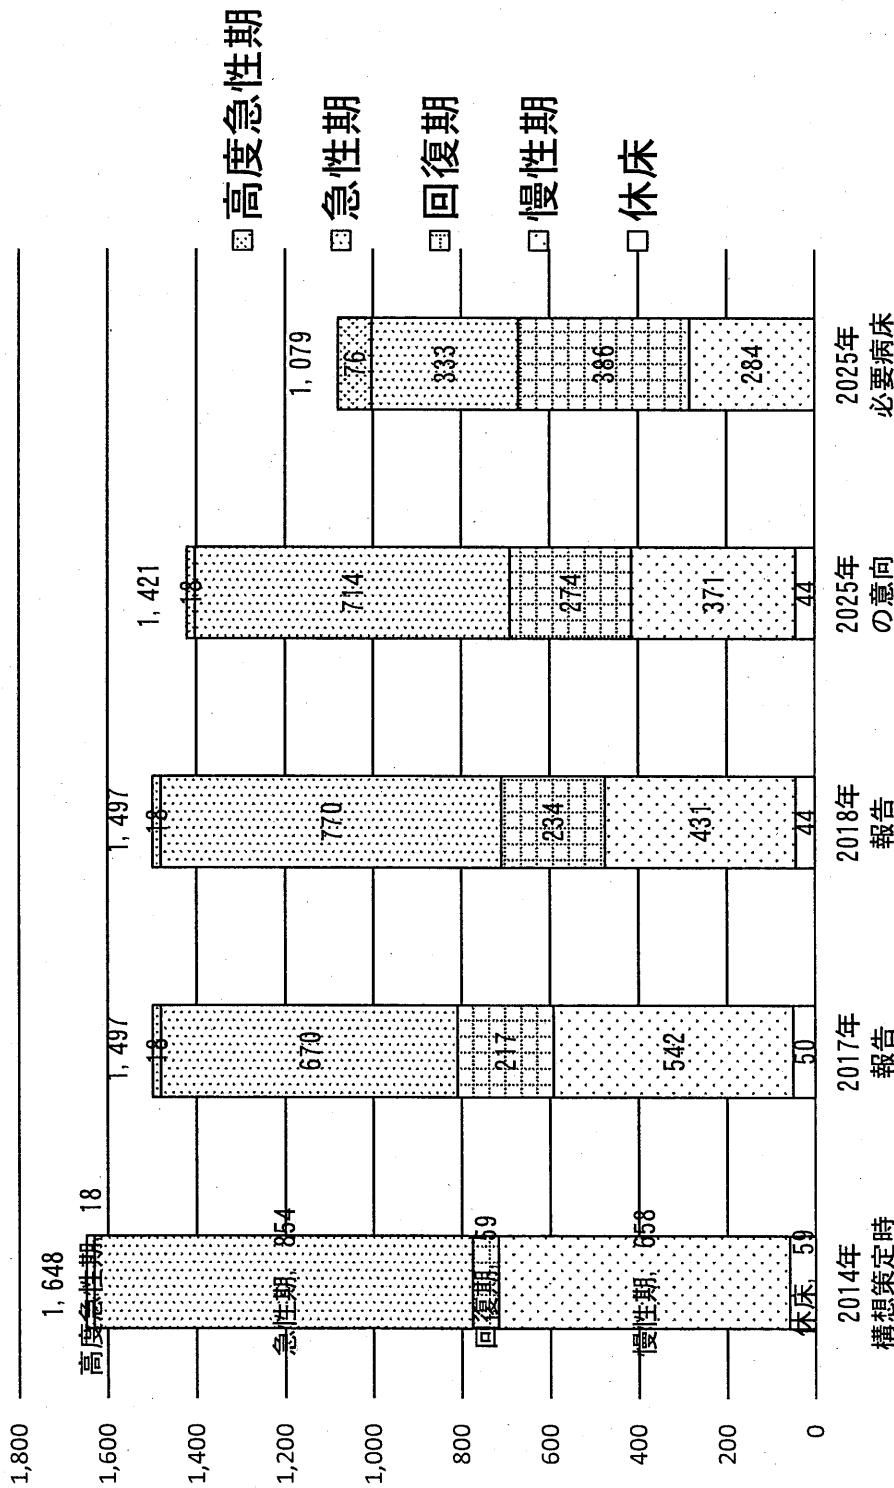 1,800
1,600
1,400
1,200
1,000
800
600
400
200
0
1,648
高度急性期, 18
急性期, 854
回復期, 59
慢性期, 658
休床, 59
2014年
構想策定時
1,497
18
670
217
542
50
2017年
報告
1,497
18
770
234
431
44
2018年
報告
1,421
18
714
274
371
44
2025年
の意向
1,079
76
333
386
284
2025年
必要病床
高度急性期
急性期
回復期
慢性期
休床